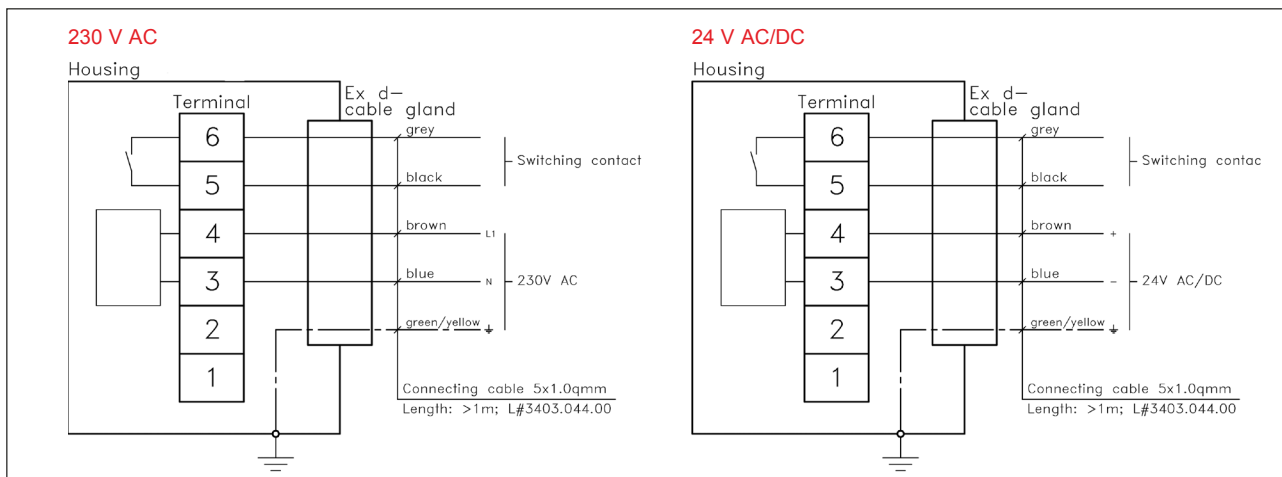 230 V AC
Housing
Terminal
Ex d-
cable gland
6
grey
Switching contact
5
black
4
brown
L1
3
blue
N
230V AC
2
green/yellow
1
Connecting cable 5x1.0qmm
Length: >1m; L#3403.044.00
24 V AC/DC
Housing
Terminal
Ex d-
cable gland
6
grey
Switching contac
5
black
4
brown
+
3
blue
-
24V AC/DC
2
green/yellow
1
Connecting cable 5x1.0qmm
Length: >1m; L#3403.044.00